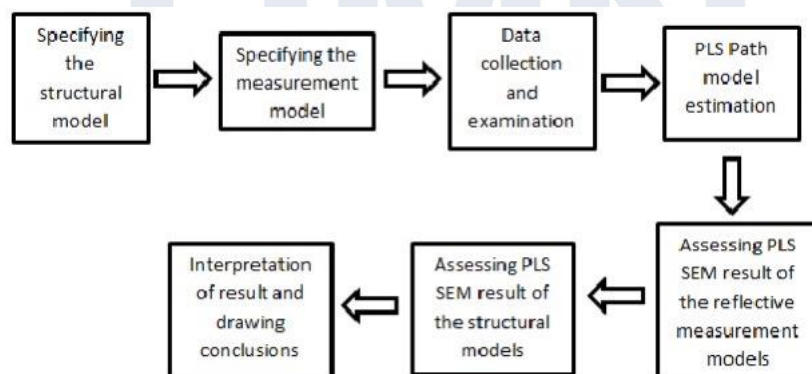 Specifying
the
structural
model
Specifying the
measurement
model
Data
collection
and
examination
PLS Path
model
estimation
Assessing PLS
SEM result of
the reflective
measurement
models
Assessing PLS
SEM result of
the structural
models
Interpretation
of result and
drawing
conclusions